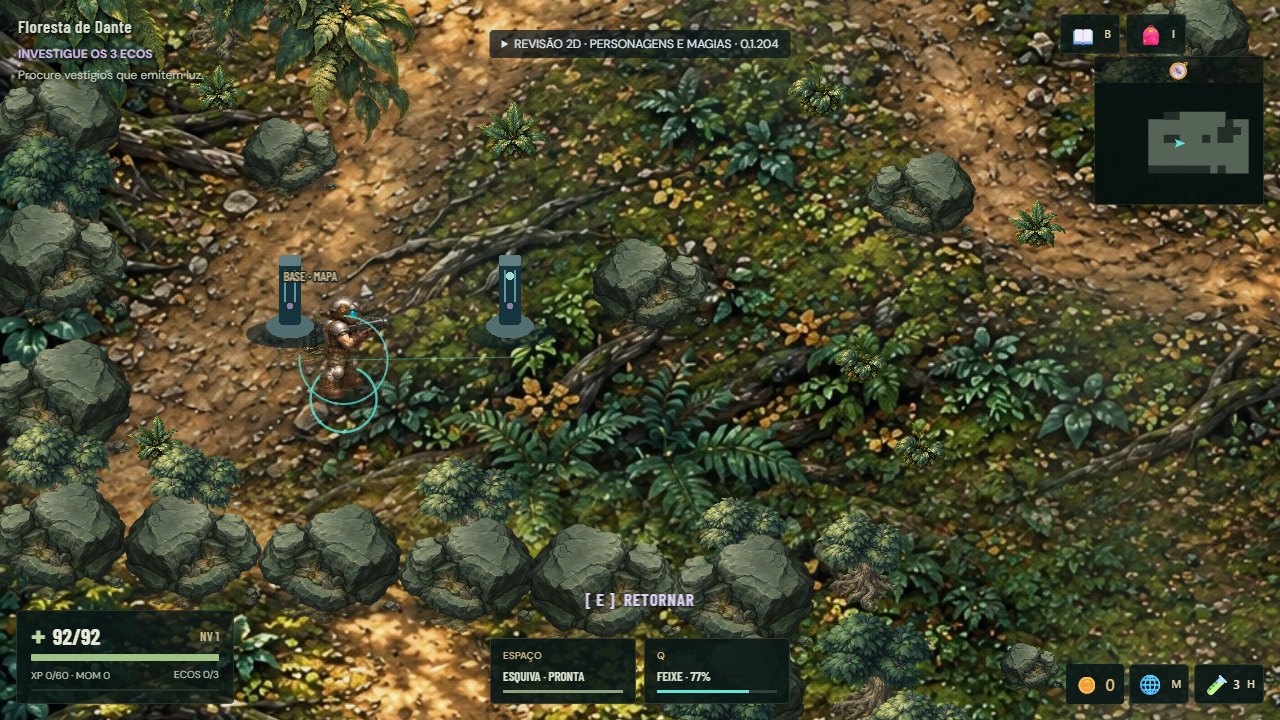 Floresta de Dante
INVESTIGUE OS 3 ECOS
Procure vestígios que emitem luz.
▶ REVISÃO 2D · PERSONAGENS E MAGIAS · 0.1.204
B
I
BASE · MAPA
[ E ] RETORNAR
92/92
NV 1
XP 0/60 · MOM 0
ECOS 0/3
ESPAÇO
ESQUIVA · PRONTA
Q
FEIXE · 77%
0
M
3 H